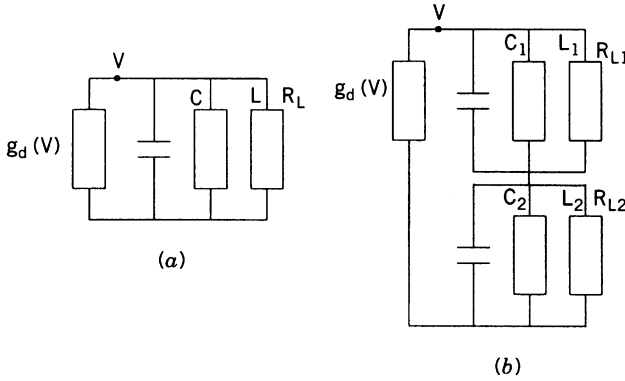 V
C L R_L
g_d (V)
(a)
V
C_1 L_1 R_L1
g_d (V)
C_2 L_2 R_L2
(b)